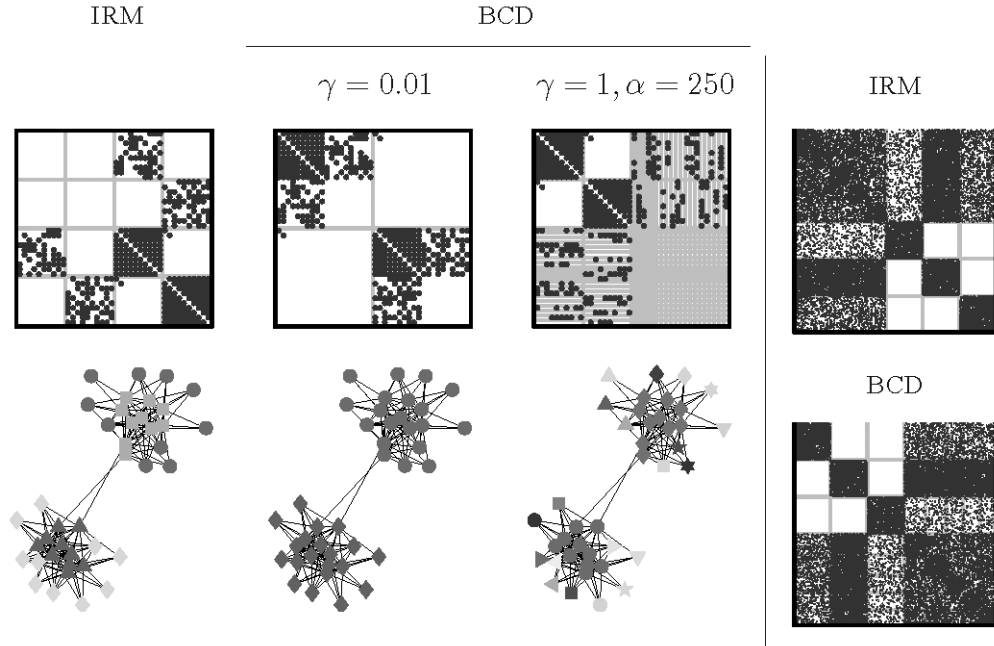 IRM
BCD
γ = 0.01
γ = 1, α = 250
IRM
BCD